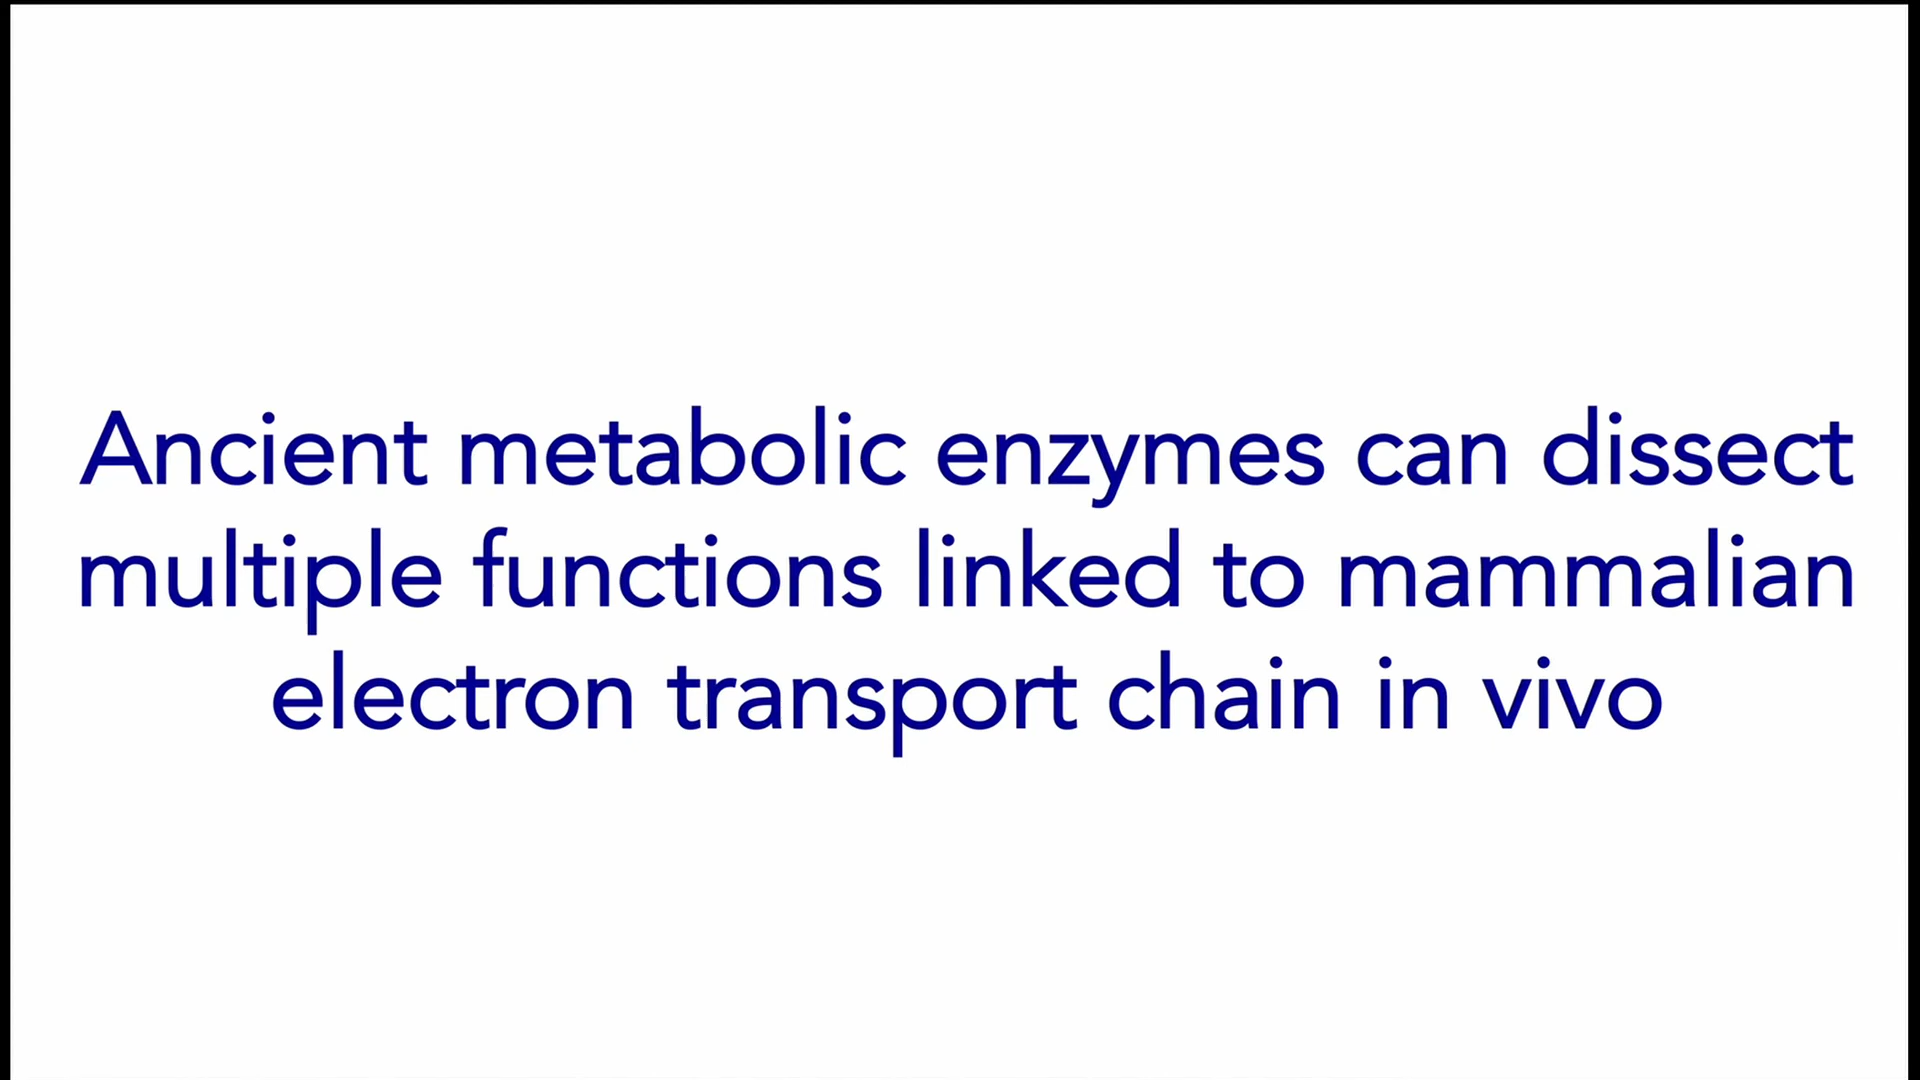 Ancient metabolic enzymes can dissect
multiple functions linked to mammalian
electron transport chain in vivo